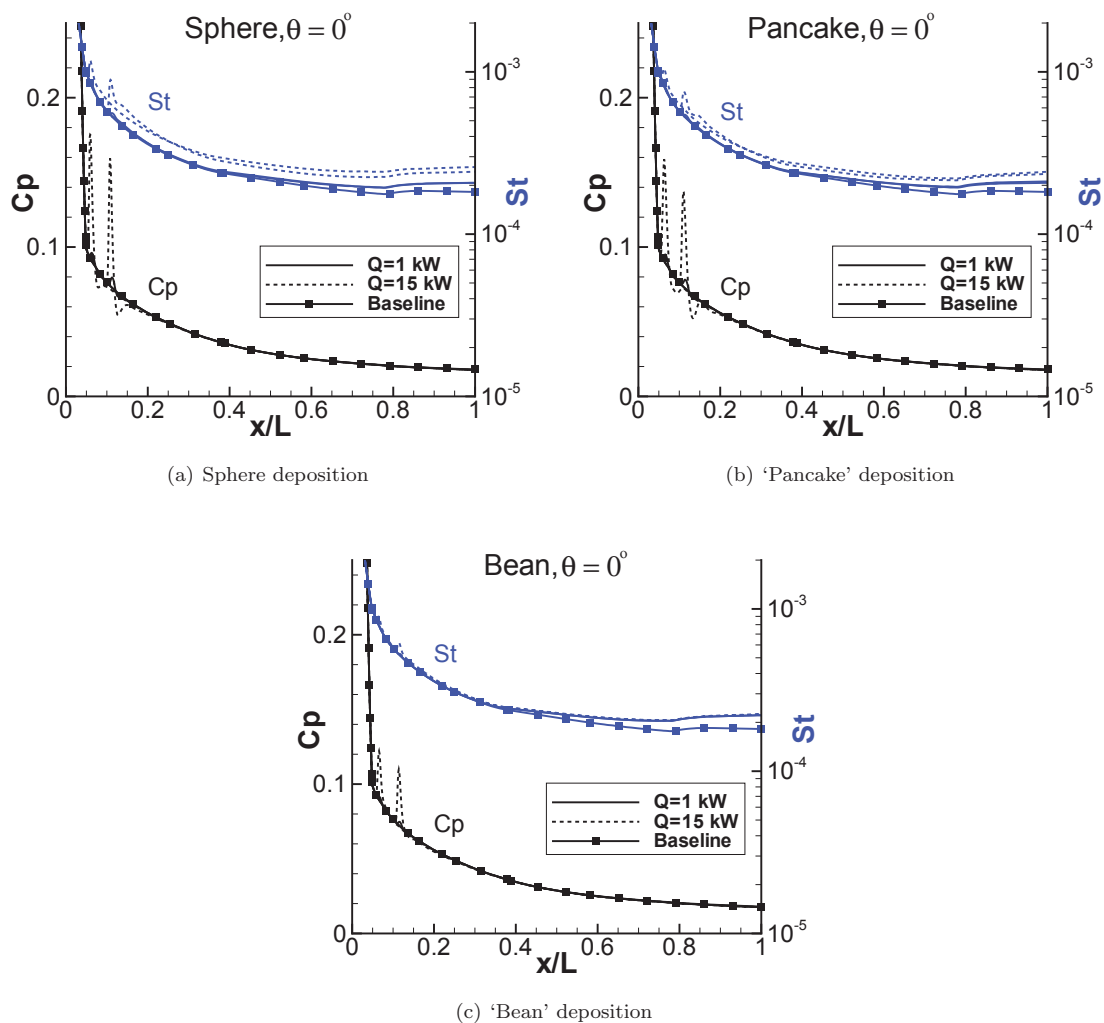 Sphere, θ = 0°
Pancake, θ = 0°
0.2
0.1
0
Cp
St
Cp
10⁻³
10⁻⁴
10⁻⁵
St
Q=1 kW
Q=15 kW
Baseline
0 0.2 0.4 0.6 0.8 1
x/L
0.2
0.1
0
Cp
St
Cp
10⁻³
10⁻⁴
10⁻⁵
St
Q=1 kW
Q=15 kW
Baseline
0 0.2 0.4 0.6 0.8 1
x/L
(a) Sphere deposition
(b) ‘Pancake’ deposition
Bean, θ = 0°
0.2
0.1
0
Cp
St
Cp
10⁻³
10⁻⁴
10⁻⁵
St
Q=1 kW
Q=15 kW
Baseline
0 0.2 0.4 0.6 0.8 1
x/L
(c) ‘Bean’ deposition